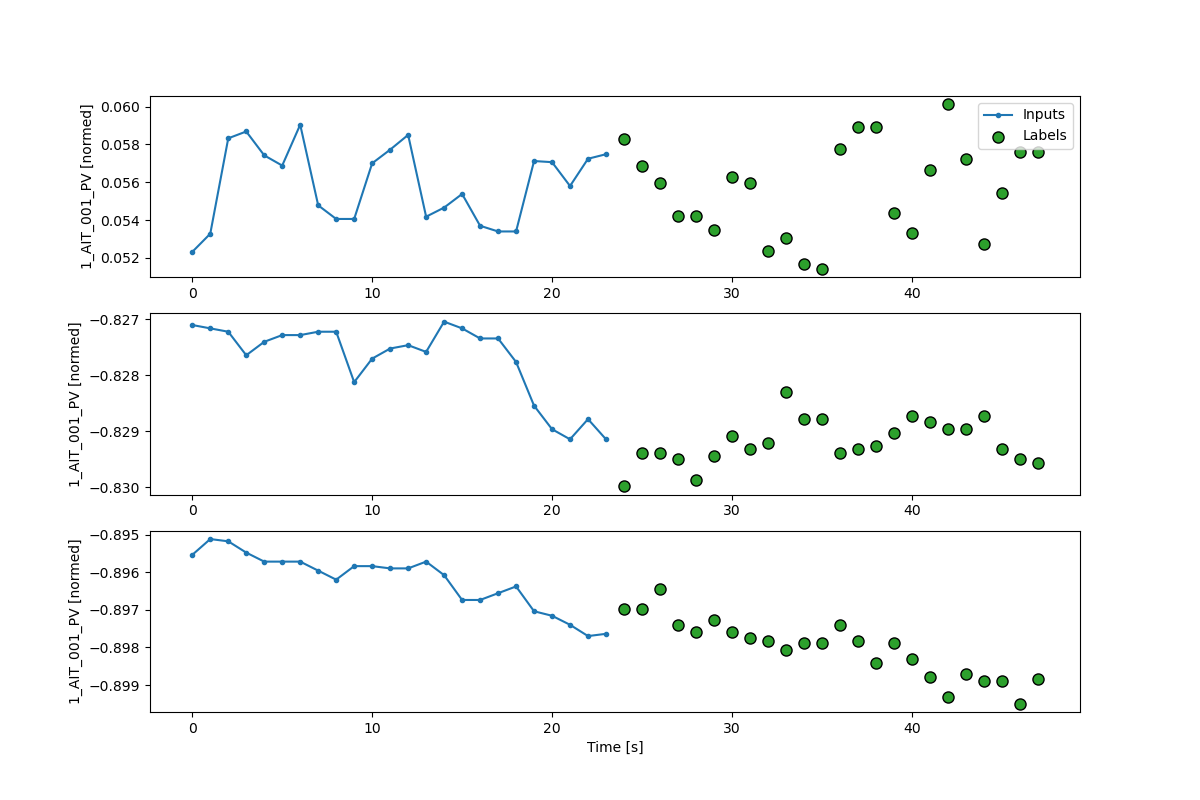 1_AIT_001_PV [normed]
0.060
0.058
0.056
0.054
0.052
Inputs
Labels
0 10 20 30 40
1_AIT_001_PV [normed]
−0.827
−0.828
−0.829
−0.830
0 10 20 30 40
1_AIT_001_PV [normed]
−0.895
−0.896
−0.897
−0.898
−0.899
0 10 20 30 40
Time [s]